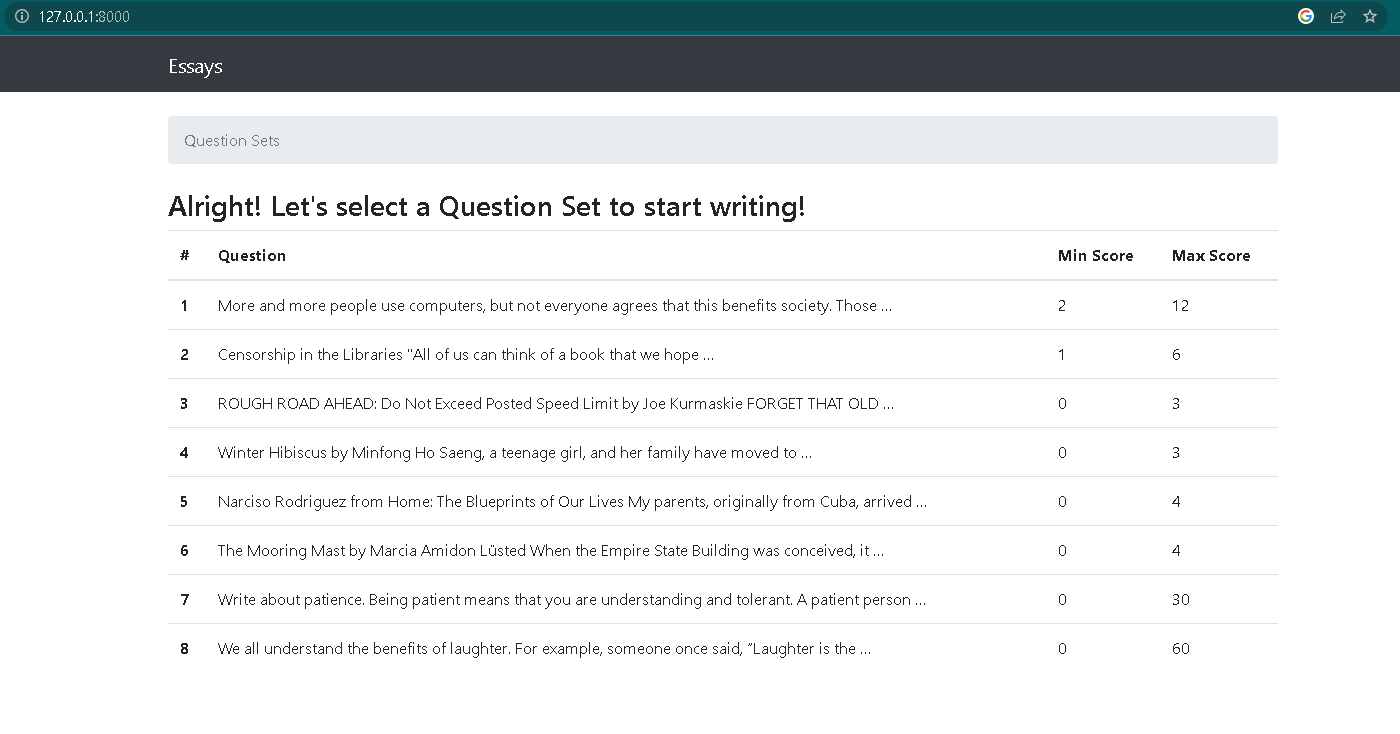 127.0.0.1:8000
Essays
Question Sets
Alright! Let's select a Question Set to start writing!
# Question Min Score Max Score
1 More and more people use computers, but not everyone agrees that this benefits society. Those ... 2 12
2 Censorship in the Libraries "All of us can think of a book that we hope ... 1 6
3 ROUGH ROAD AHEAD: Do Not Exceed Posted Speed Limit by Joe Kurmaskie FORGET THAT OLD ... 0 3
4 Winter Hibiscus by Minfong Ho Saeng, a teenage girl, and her family have moved to ... 0 3
5 Narciso Rodriguez from Home: The Blueprints of Our Lives My parents, originally from Cuba, arrived ... 0 4
6 The Mooring Mast by Marcia Amidon Lüsted When the Empire State Building was conceived, it ... 0 4
7 Write about patience. Being patient means that you are understanding and tolerant. A patient person ... 0 30
8 We all understand the benefits of laughter. For example, someone once said, “Laughter is the ... 0 60